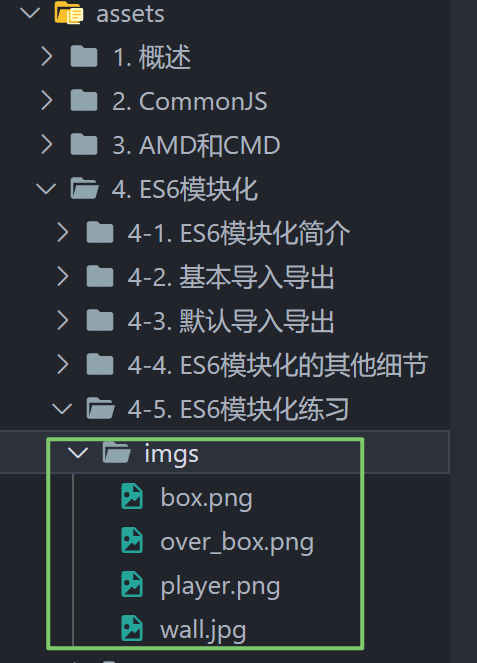 assets
1. 概述
2. CommonJS
3. AMD和CMD
4. ES6模块化
4-1. ES6模块化简介
4-2. 基本导入导出
4-3. 默认导入导出
4-4. ES6模块化的其他细节
4-5. ES6模块化练习
imgs
box.png
over_box.png
player.png
wall.jpg